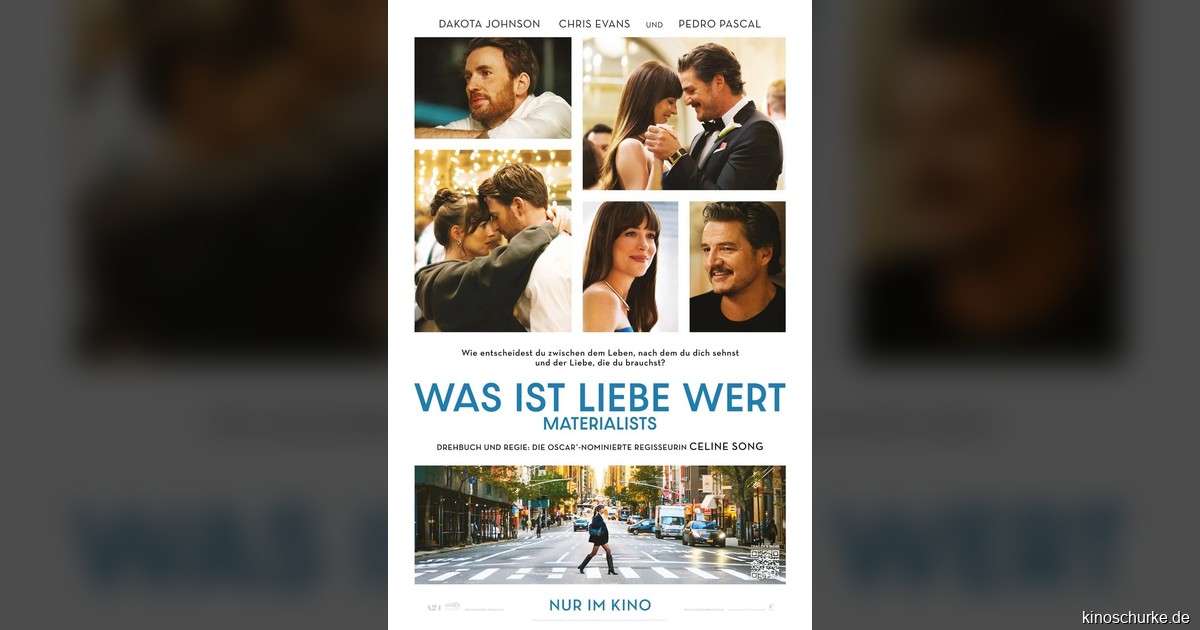 DAKOTA JOHNSON CHRIS EVANS UND PEDRO PASCAL
Wie entscheidest du zwischen dem Leben, nach dem du dich sehnst
und der Liebe, die du brauchst?
WAS IST LIEBE WERT
MATERIALISTS
DREHBUCH UND REGIE: DIE OSCAR®-NOMINIERTE REGISSEURIN CELINE SONG
A24
NUR IM KINO
kinoschurke.de